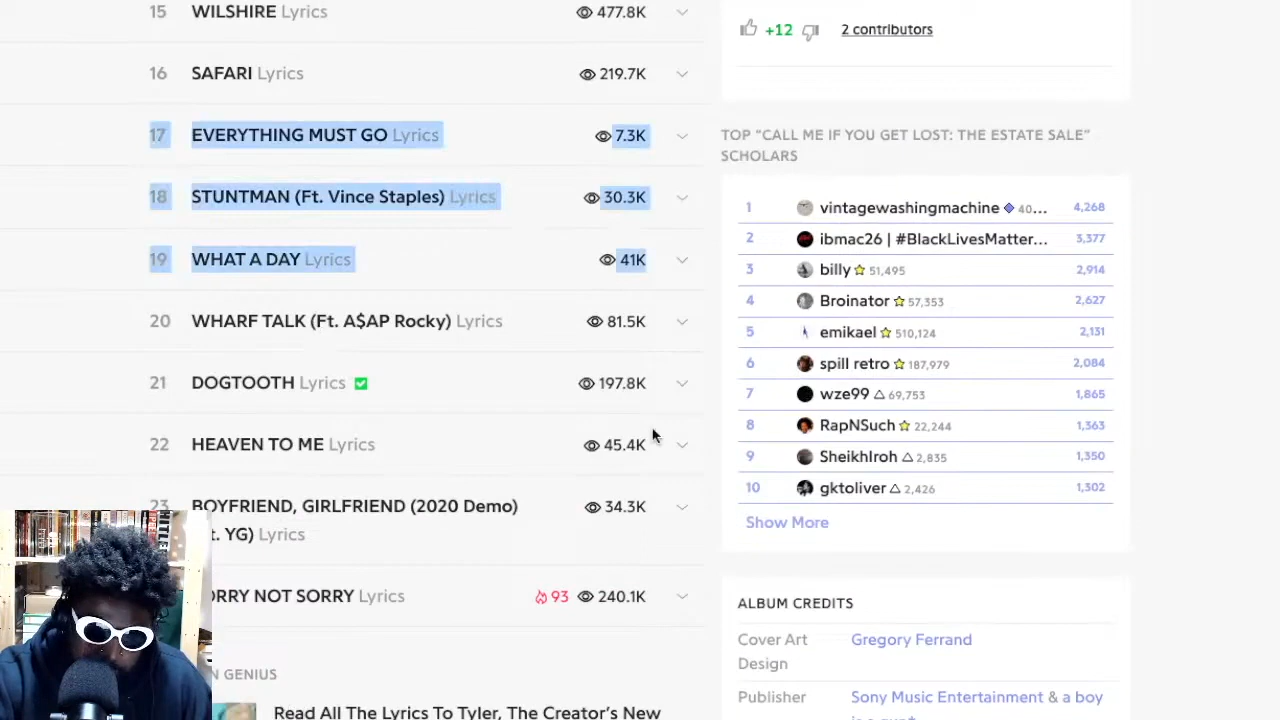 15 WILSHIRE Lyrics 477.8K
16 SAFARI Lyrics 219.7K
17 EVERYTHING MUST GO Lyrics 7.3K
18 STUNTMAN (Ft. Vince Staples) Lyrics 30.3K
19 WHAT A DAY Lyrics 41K
20 WHARF TALK (Ft. A$AP Rocky) Lyrics 81.5K
21 DOGTOOTH Lyrics 197.8K
22 HEAVEN TO ME Lyrics 45.4K
23 BOYFRIEND, GIRLFRIEND (2020 Demo) 34.3K
t. YG) Lyrics
ORRY NOT SORRY Lyrics 93 240.1K
N GENIUS
Read All The Lyrics To Tyler, The Creator’s New
+12 2 contributors
TOP “CALL ME IF YOU GET LOST: THE ESTATE SALE”
SCHOLARS
1 vintagewashingmachine 40... 4,268
2 ibmac26 | #BlackLivesMatter... 3,377
3 billy 51,495 2,914
4 Broinator 57,353 2,627
5 emikael 510,124 2,131
6 spill retro 187,979 2,084
7 wze99 69,753 1,865
8 RapNSuch 22,244 1,363
9 SheikhIroh 2,835 1,350
10 gktoliver 2,426 1,302
Show More
ALBUM CREDITS
Cover Art Gregory Ferrand
Design
Publisher Sony Music Entertainment & a boy